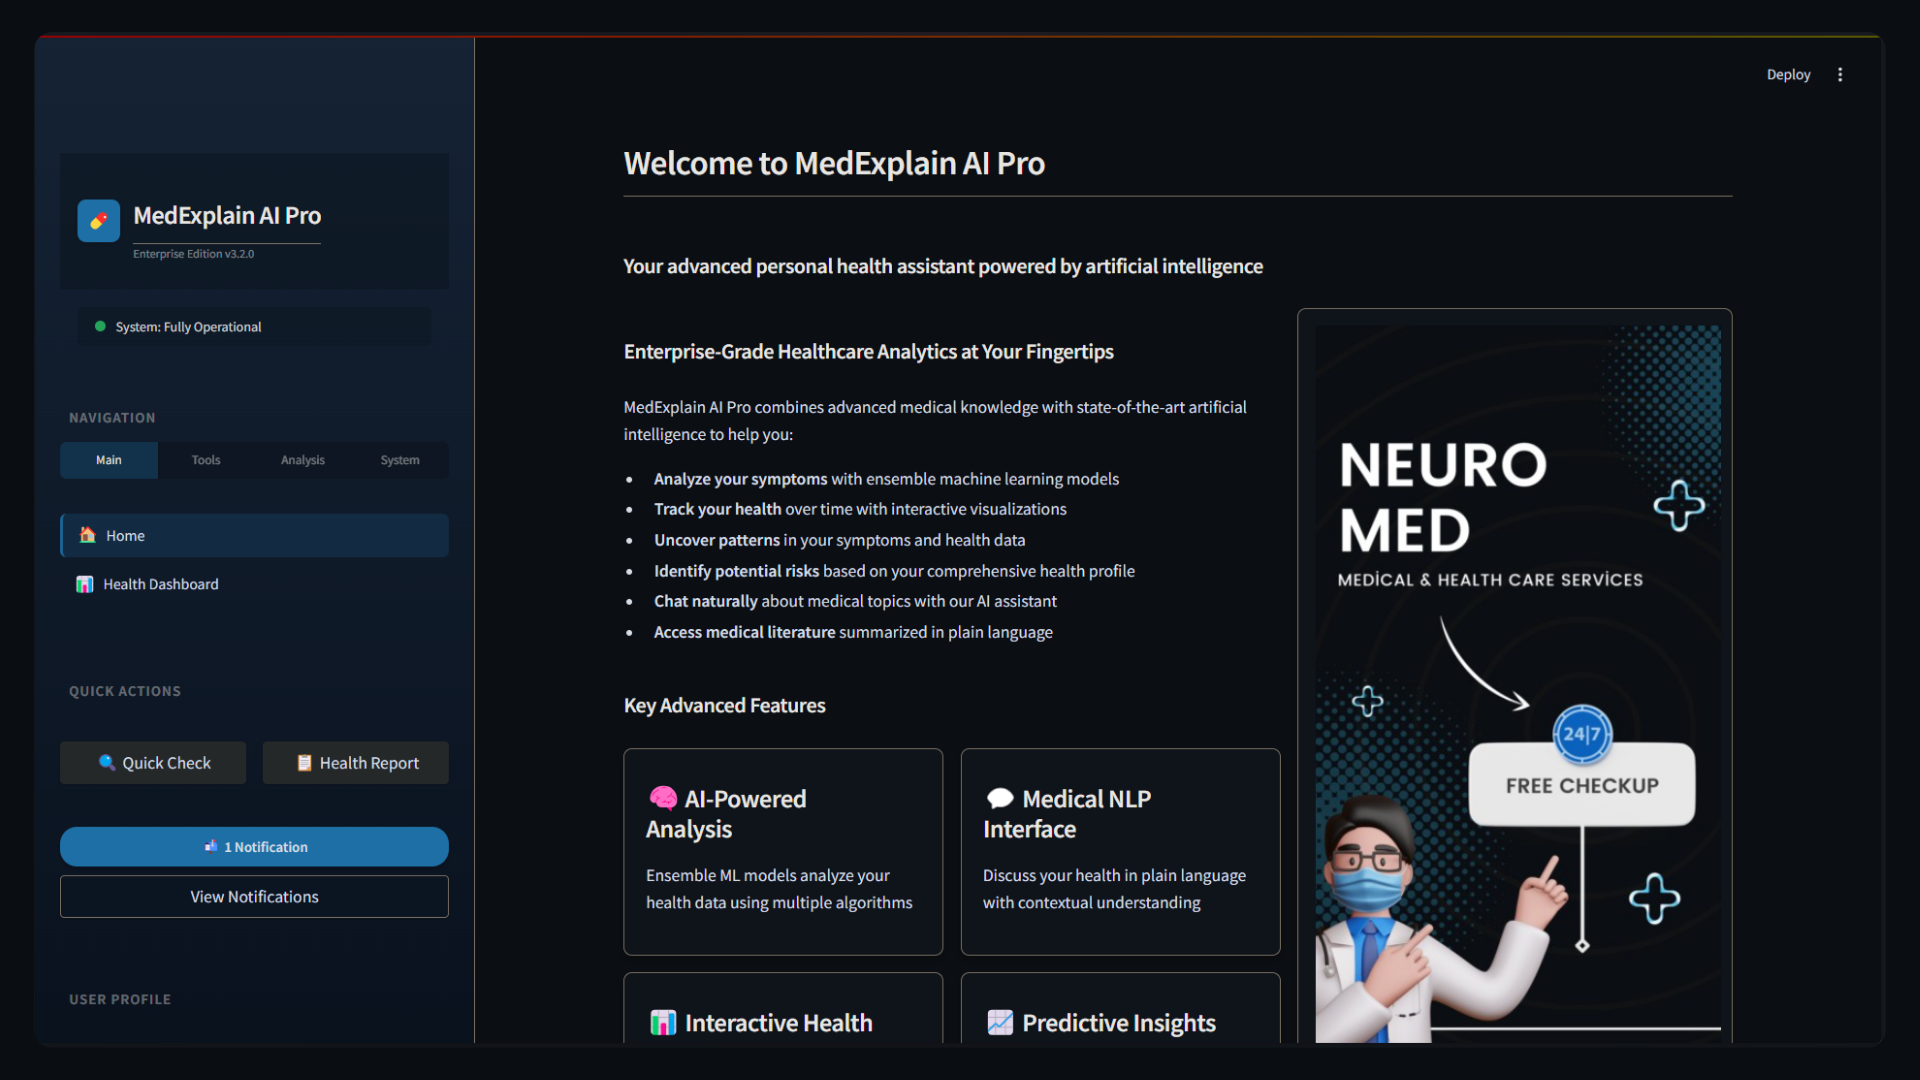 Deploy
MedExplain AI Pro
Enterprise Edition v3.2.0
System: Fully Operational
NAVIGATION
Main
Tools
Analysis
System
Home
Health Dashboard
QUICK ACTIONS
Quick Check
Health Report
1 Notification
View Notifications
USER PROFILE
Welcome to MedExplain AI Pro
Your advanced personal health assistant powered by artificial intelligence
Enterprise-Grade Healthcare Analytics at Your Fingertips
MedExplain AI Pro combines advanced medical knowledge with state-of-the-art artificial
intelligence to help you:
Analyze your symptoms with ensemble machine learning models
Track your health over time with interactive visualizations
Uncover patterns in your symptoms and health data
Identify potential risks based on your comprehensive health profile
Chat naturally about medical topics with our AI assistant
Access medical literature summarized in plain language
Key Advanced Features
AI-Powered
Analysis
Ensemble ML models analyze your
health data using multiple algorithms
Medical NLP
Interface
Discuss your health in plain language
with contextual understanding
Interactive Health
Predictive Insights
NEURO
MED
MEDİCAL & HEALTH CARE SERVİCES
24|7
FREE CHECKUP